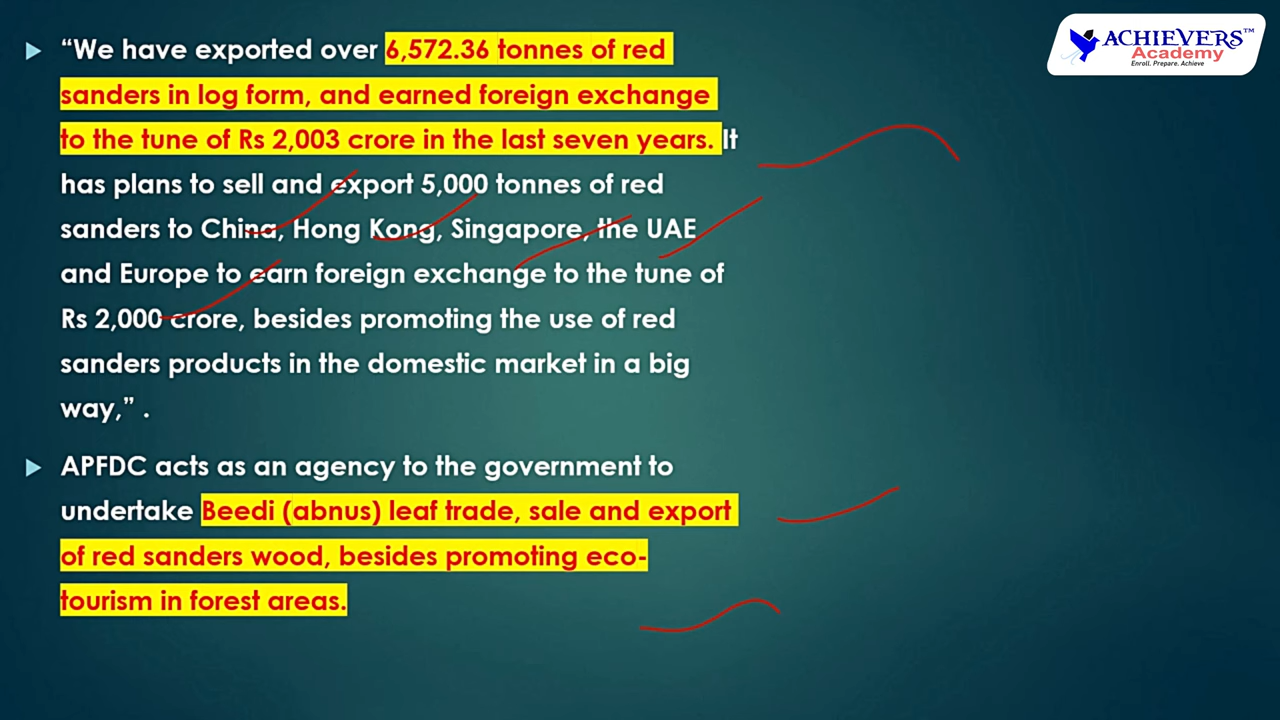 “We have exported over 6,572.36 tonnes of red
sanders in log form, and earned foreign exchange
to the tune of Rs 2,003 crore in the last seven years. It
has plans to sell and export 5,000 tonnes of red
sanders to China, Hong Kong, Singapore, the UAE
and Europe to earn foreign exchange to the tune of
Rs 2,000 crore, besides promoting the use of red
sanders products in the domestic market in a big
way,” .
APFDC acts as an agency to the government to
undertake Beedi (abnus) leaf trade, sale and export
of red sanders wood, besides promoting eco-
tourism in forest areas.
ACHIEVERS™
Academy
Enroll. Prepare. Achieve